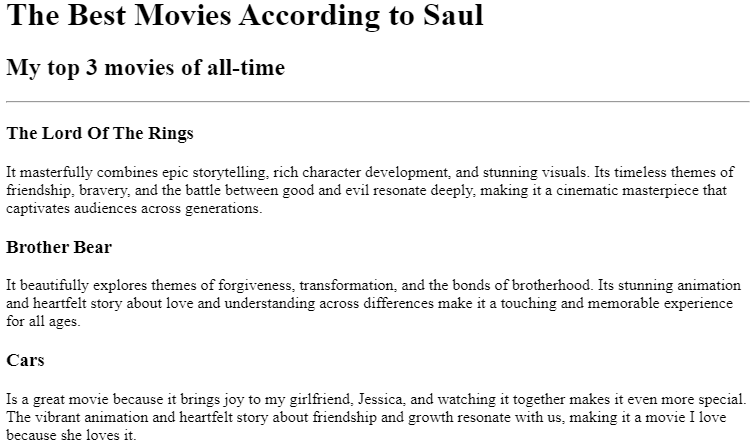 The Best Movies According to Saul
My top 3 movies of all-time
The Lord Of The Rings
It masterfully combines epic storytelling, rich character development, and stunning visuals. Its timeless themes of
friendship, bravery, and the battle between good and evil resonate deeply, making it a cinematic masterpiece that
captivates audiences across generations.
Brother Bear
It beautifully explores themes of forgiveness, transformation, and the bonds of brotherhood. Its stunning animation
and heartfelt story about love and understanding across differences make it a touching and memorable experience
for all ages.
Cars
Is a great movie because it brings joy to my girlfriend, Jessica, and watching it together makes it even more special.
The vibrant animation and heartfelt story about friendship and growth resonate with us, making it a movie I love
because she loves it.